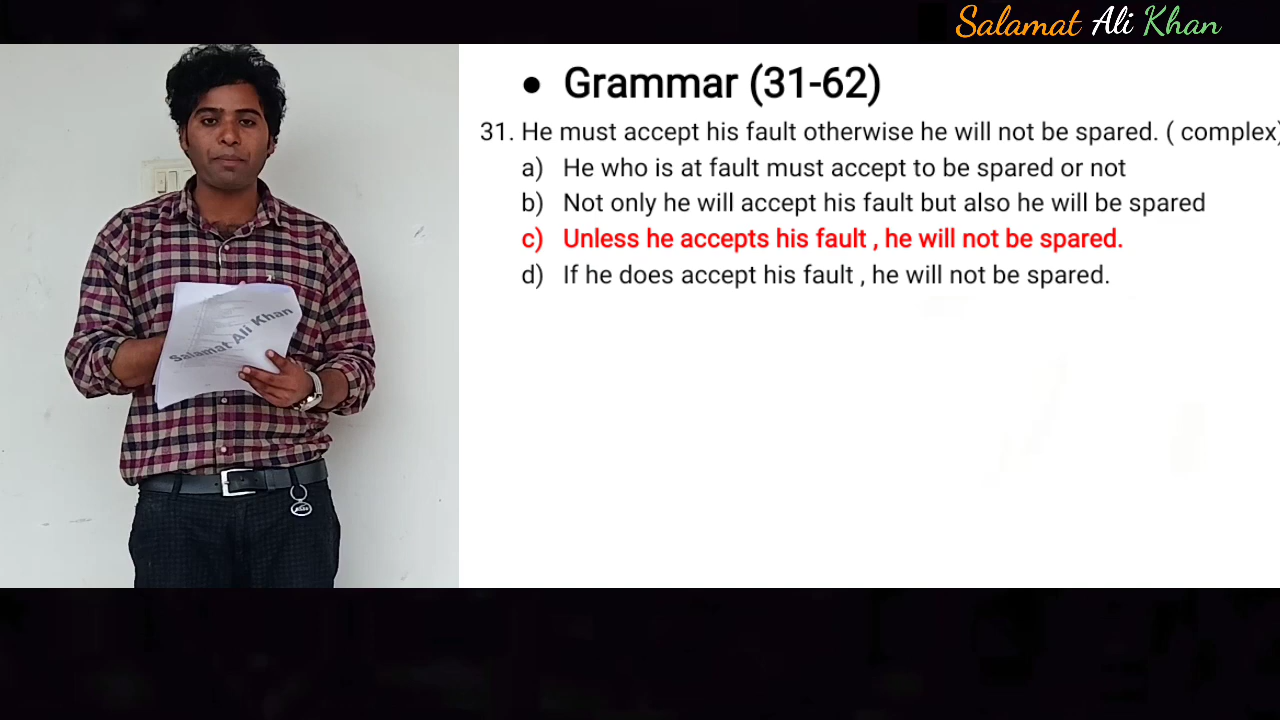 Salamat Ali Khan
• Grammar (31-62)
31. He must accept his fault otherwise he will not be spared. ( complex)
a) He who is at fault must accept to be spared or not
b) Not only he will accept his fault but also he will be spared
c) Unless he accepts his fault , he will not be spared.
d) If he does accept his fault , he will not be spared.
Salamat Ali Khan